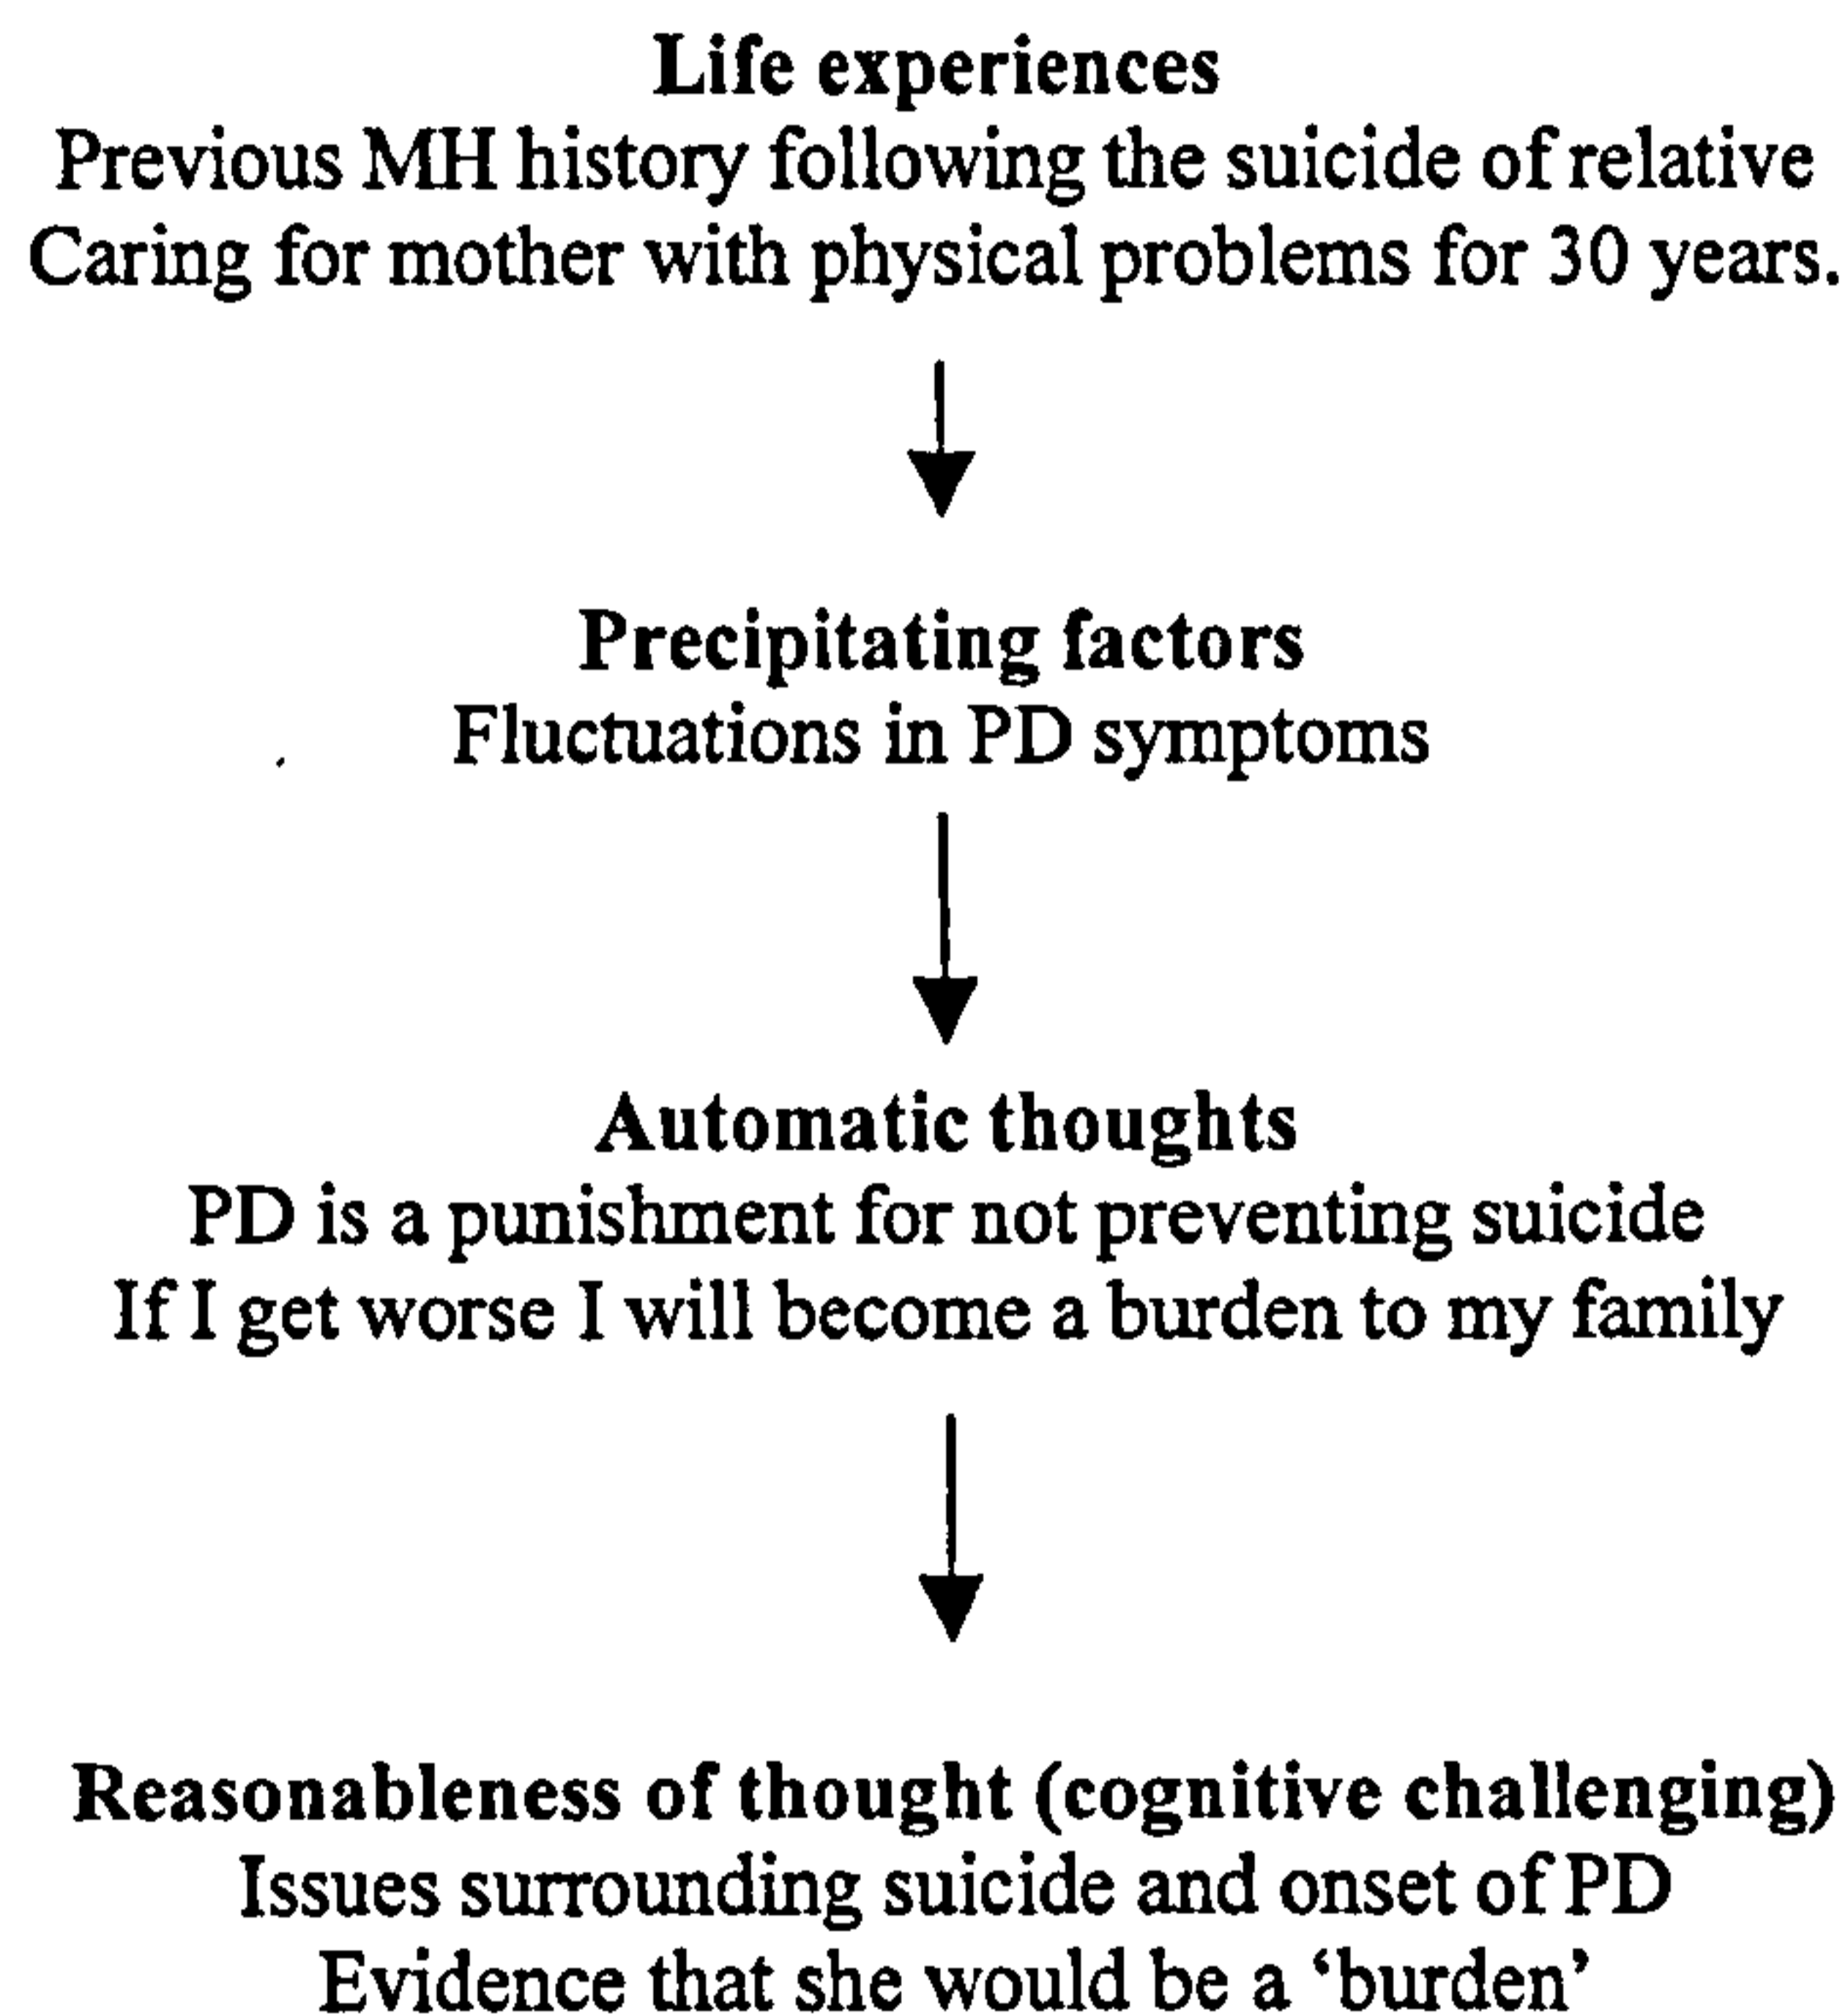 Life experiences
Previous MH history following the suicide of relative
Caring for mother with physical problems for 30 years.
Precipitating factors
Fluctuations in PD symptoms
Automatic thoughts
PD is a punishment for not preventing suicide
If I get worse I will become a burden to my family
Reasonableness of thought (cognitive challenging)
Issues surrounding suicide and onset of PD
Evidence that she would be a ‘burden’